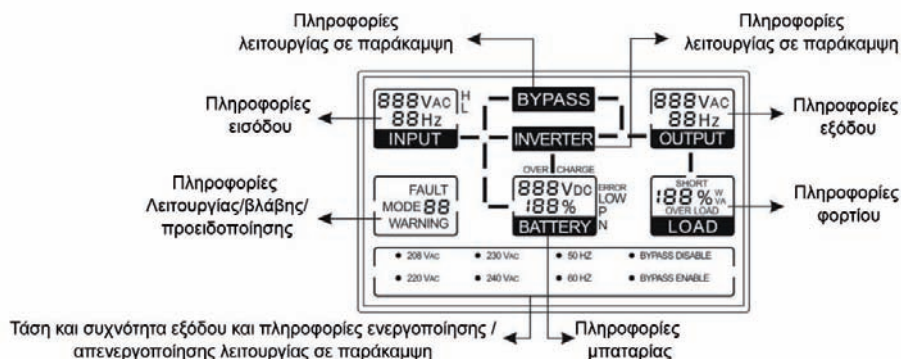 Πληροφορίες
λειτουργίας σε παράκαμψη
Πληροφορίες
λειτουργίας σε παράκαμψη
Πληροφορίες
εισόδου
888VAC
H
L
88Hz
INPUT
BYPASS
INVERTER
888VAC
88Hz
OUTPUT
Πληροφορίες
εξόδου
Πληροφορίες
Λειτουργίας/βλάβης/
προειδοποίησης
FAULT
MODE 88
WARNING
OVER CHARGE
888VDC
188%
BATTERY
ERROR
LOW
P
N
SHORT
188% W
VA
OVER LOAD
LOAD
Πληροφορίες
φορτίου
• 208 VAC • 230 VAC • 50 HZ • BYPASS DISABLE
• 220 VAC • 240 VAC • 60 HZ • BYPASS ENABLE
Τάση και συχνότητα εξόδου και πληροφορίες ενεργοποίησης /
απενεργοποίησης λειτουργίας σε παράκαμψη
Πληροφορίες
μπαταρίας